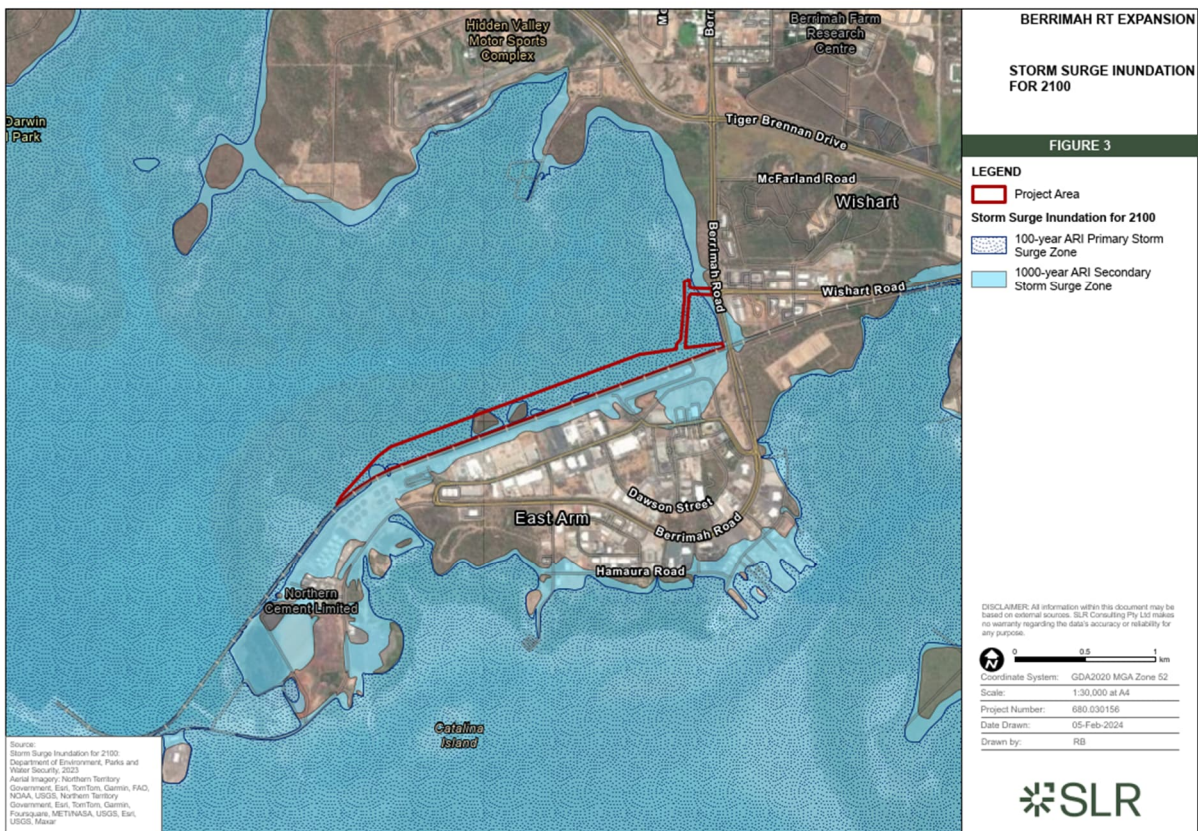 Hidden Valley
Motor Sports
Complex
Berr
Berrimah Farm
Research
Centre
Darwin
l Park
Tiger Brennan Drive
McFarland Road
Wishart
Berrimah Road
Wishart Road
Dawson Street
East Arm
Berrimah Road
Hamaura Road
Northern
Cement Limited
Catalina
Island
Source:
Storm Surge Inundation for 2100:
Department of Environment, Parks and
Water Security, 2023
Aerial Imagery: Northern Territory
Government, Esri, TomTom, Garmin, FAO,
NOAA, USGS, Northern Territory
Government, Esri, TomTom, Garmin,
Foursquare, METI/NASA, USGS, Esri,
USGS, Maxar
BERRIMAH RT EXPANSION
STORM SURGE INUNDATION
FOR 2100
FIGURE 3
LEGEND
Project Area
Storm Surge Inundation for 2100
100-year ARI Primary Storm
Surge Zone
1000-year ARI Secondary
Storm Surge Zone
DISCLAIMER: All information within this document may be
based on external sources. SLR Consulting Pty Ltd makes
no warranty regarding the data's accuracy or reliability for
any purpose.
N
0 0.5 1
km
Coordinate System: GDA2020 MGA Zone 52
Scale: 1:30,000 at A4
Project Number: 680.030156
Date Drawn: 05-Feb-2024
Drawn by: RB
SLR